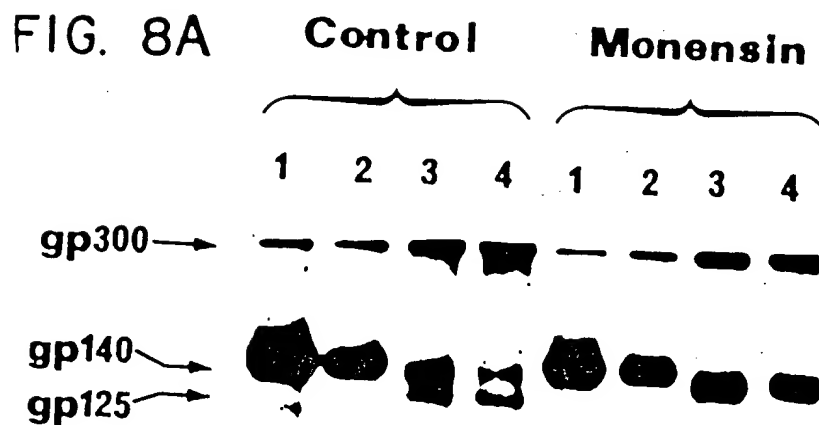 FIG. 8A
Control Monensin
1 2 3 4 1 2 3 4
gp300
gp140
gp125